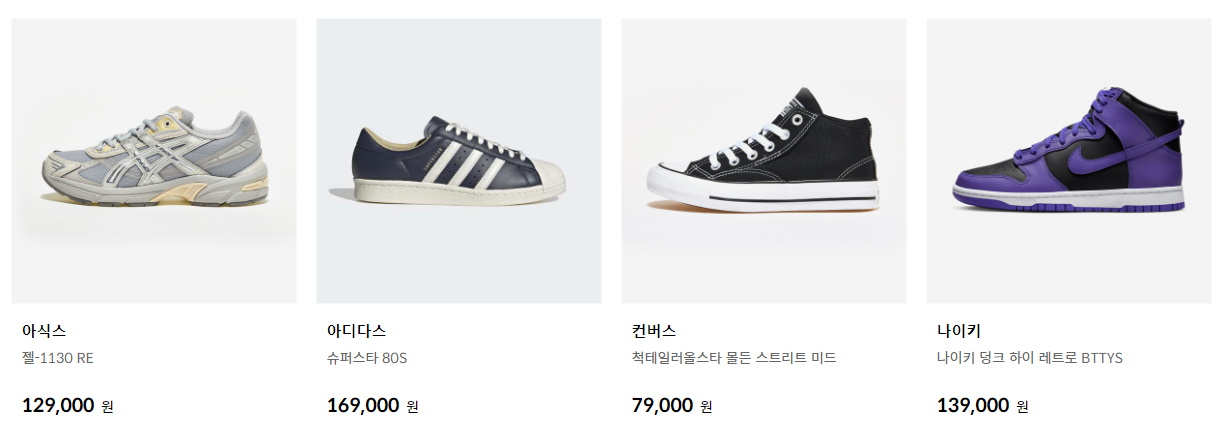 아식스
젤-1130 RE
129,000 원
아디다스
슈퍼스타 80S
169,000 원
컨버스
척테일러올스타 몰든 스트리트 미드
79,000 원
나이키
나이키 덩크 하이 레트로 BTTYS
139,000 원